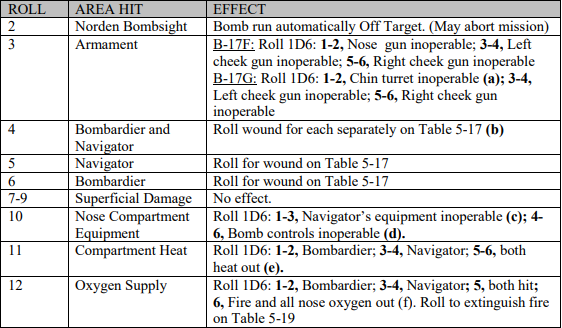 ROLL AREA HIT EFFECT
2 Norden Bombsight Bomb run automatically Off Target. (May abort mission)
3 Armament B-17F: Roll 1D6: 1-2, Nose gun inoperable; 3-4, Left
cheek gun inoperable; 5-6, Right cheek gun inoperable
B-17G: Roll 1D6: 1-2, Chin turret inoperable (a); 3-4,
Left cheek gun inoperable; 5-6, Right cheek gun
inoperable
4 Bombardier and Roll wound for each separately on Table 5-17 (b)
Navigator
5 Navigator Roll for wound on Table 5-17
6 Bombardier Roll for wound on Table 5-17
7-9 Superficial Damage No effect.
10 Nose Compartment Roll 1D6: 1-3, Navigator's equipment inoperable (c); 4-
Equipment 6, Bomb controls inoperable (d).
11 Compartment Heat Roll 1D6: 1-2, Bombardier; 3-4, Navigator; 5-6, both
heat out (e).
12 Oxygen Supply Roll 1D6: 1-2, Bombardier; 3-4, Navigator; 5, both hit;
6, Fire and all nose oxygen out (f). Roll to extinguish fire
on Table 5-19